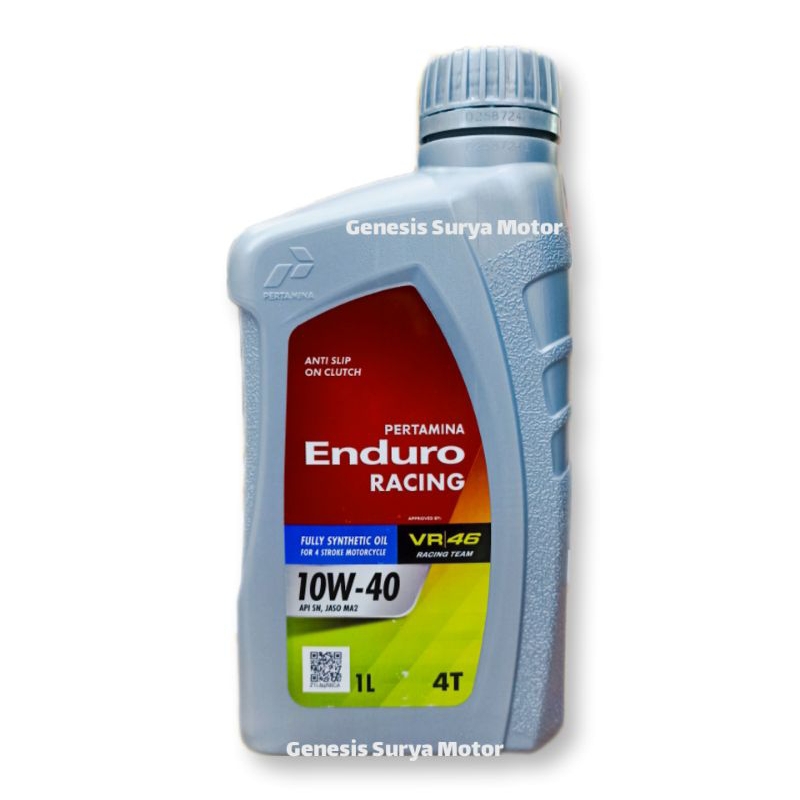 Genesis Surya Motor
PERTAMINA
ANTI SLIP
ON CLUTCH
PERTAMINA
Enduro
RACING
APPROVED BY:
FULLY SYNTHETIC OIL
FOR 4 STROKE MOTORCYCLE
VR|46
RACING TEAM
10W-40
API SN, JASO MA2
1L
4T
Genesis Surya Motor